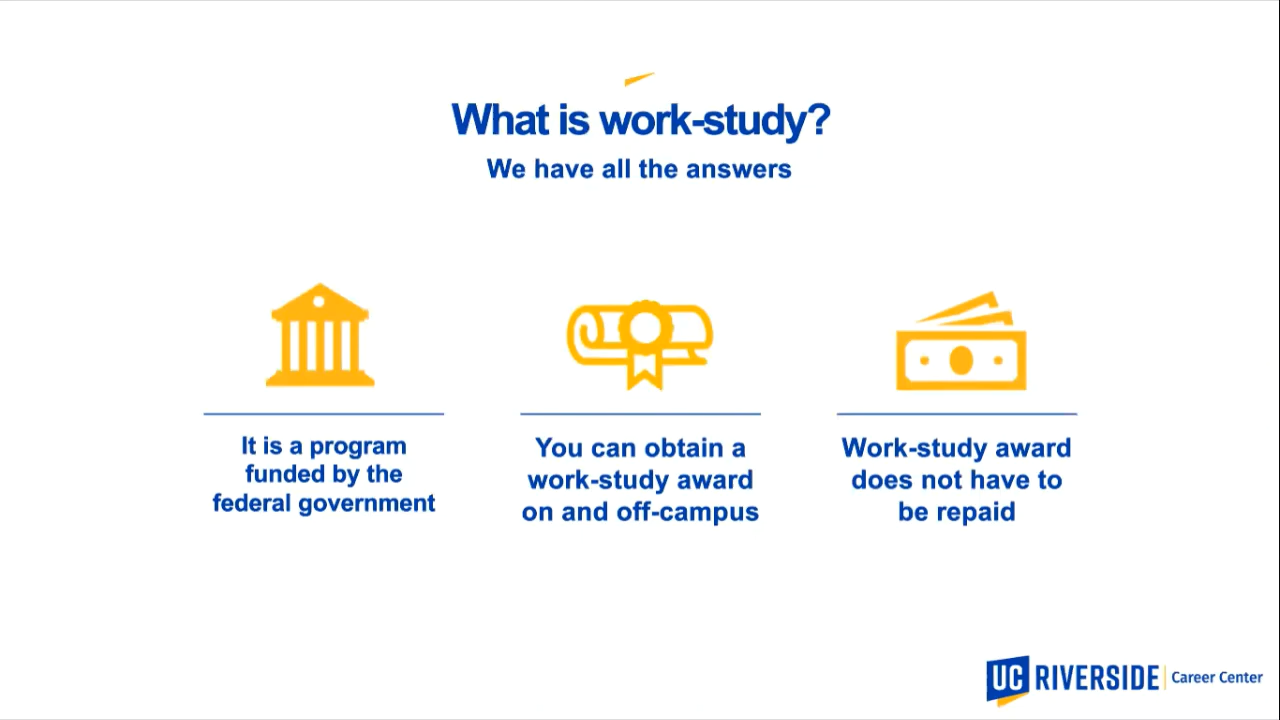 What is work-study?
We have all the answers
It is a program
funded by the
federal government
You can obtain a
work-study award
on and off-campus
Work-study award
does not have to
be repaid
UC RIVERSIDE | Career Center